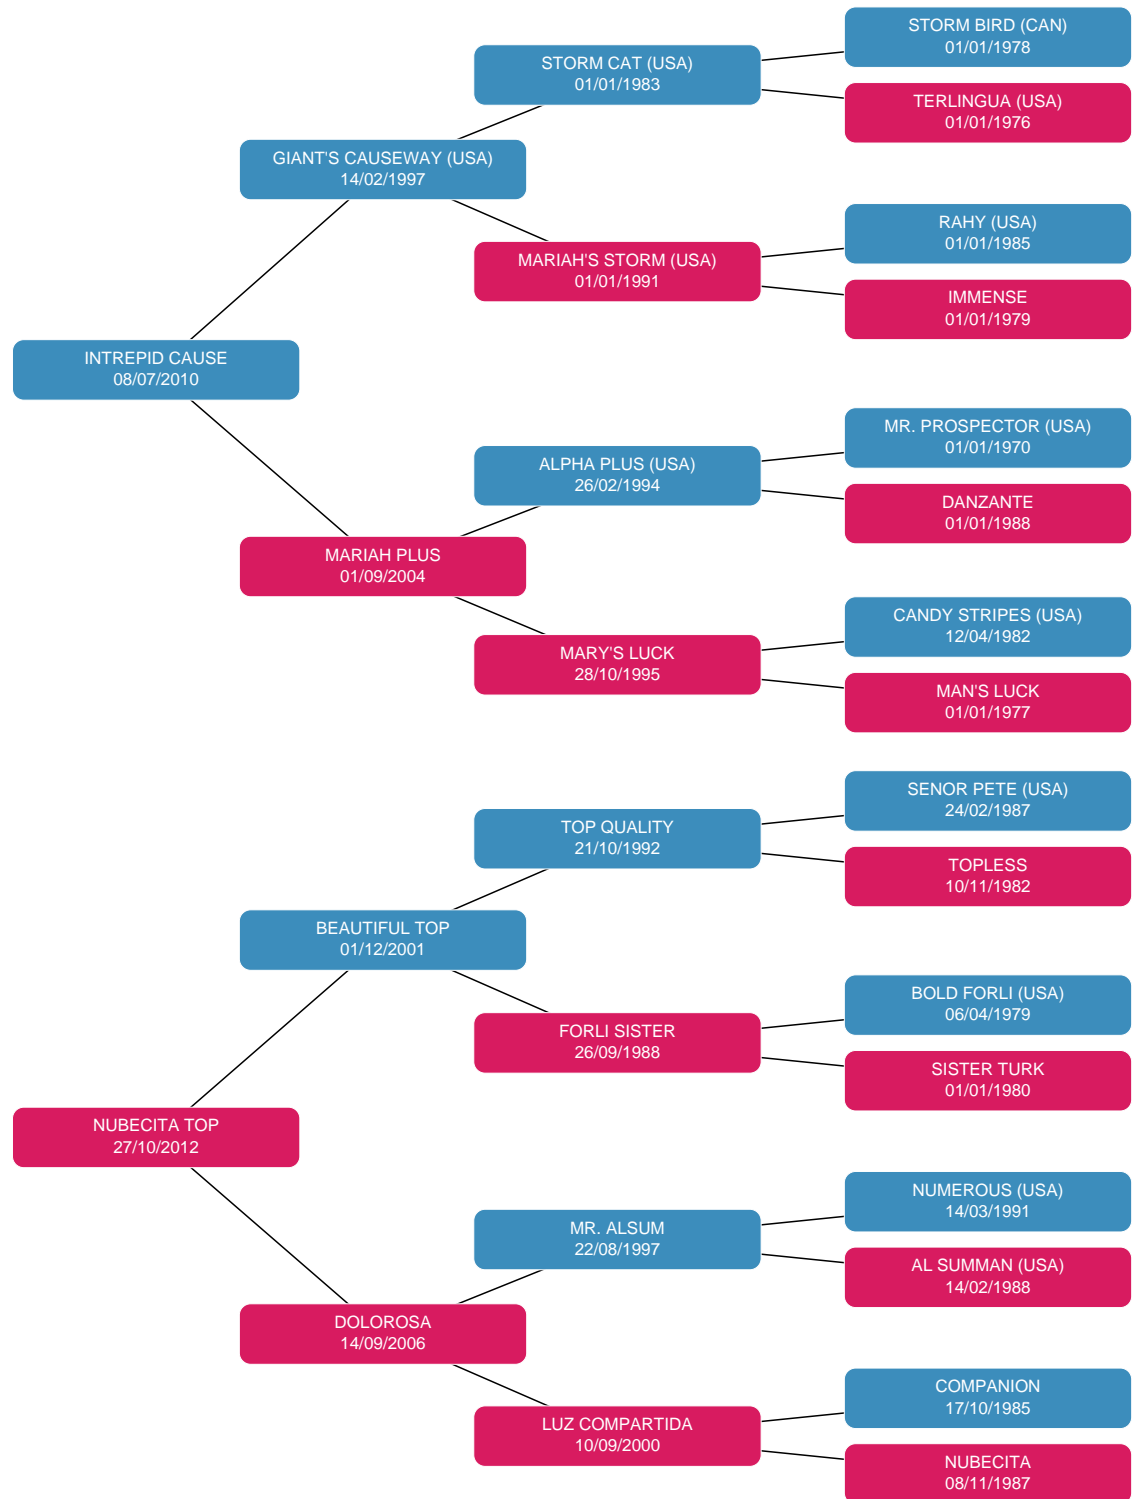 STORM BIRD (CAN)
01/01/1978
STORM CAT (USA)
01/01/1983
TERLINGUA (USA)
01/01/1976
GIANT'S CAUSEWAY (USA)
14/02/1997
RAHY (USA)
01/01/1985
MARIAH'S STORM (USA)
01/01/1991
IMMENSE
01/01/1979
INTREPID CAUSE
08/07/2010
MR. PROSPECTOR (USA)
01/01/1970
ALPHA PLUS (USA)
26/02/1994
DANZANTE
01/01/1988
MARIAH PLUS
01/09/2004
CANDY STRIPES (USA)
12/04/1982
MARY'S LUCK
28/10/1995
MAN'S LUCK
01/01/1977
SENOR PETE (USA)
24/02/1987
TOP QUALITY
21/10/1992
TOPLESS
10/11/1982
BEAUTIFUL TOP
01/12/2001
BOLD FORLI (USA)
06/04/1979
FORLI SISTER
26/09/1988
SISTER TURK
01/01/1980
NUBECITA TOP
27/10/2012
NUMEROUS (USA)
14/03/1991
MR. ALSUM
22/08/1997
AL SUMMAN (USA)
14/02/1988
DOLOROSA
14/09/2006
COMPANION
17/10/1985
LUZ COMPARTIDA
10/09/2000
NUBECITA
08/11/1987